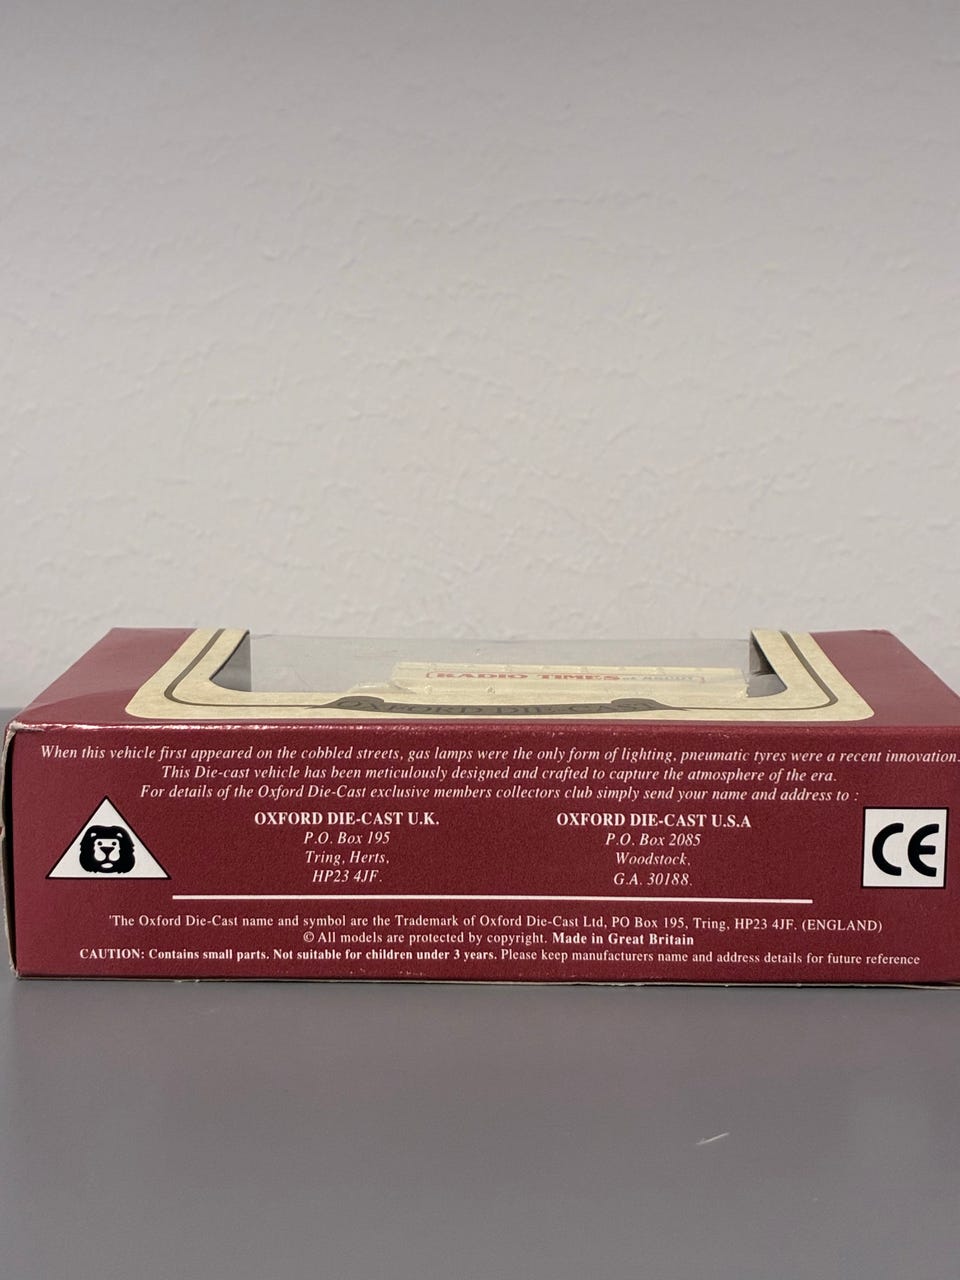 RADIO TIMES
OXFORD DIE-CAST
When this vehicle first appeared on the cobbled streets, gas lamps were the only form of lighting, pneumatic tyres were a recent innovation.
This Die-cast vehicle has been meticulously designed and crafted to capture the atmosphere of the era.
For details of the Oxford Die-Cast exclusive members collectors club simply send your name and address to :
OXFORD DIE-CAST U.K.
P.O. Box 195
Tring, Herts,
HP23 4JF.
OXFORD DIE-CAST U.S.A
P.O. Box 2085
Woodstock,
G.A. 30188.
CE
'The Oxford Die-Cast name and symbol are the Trademark of Oxford Die-Cast Ltd, PO Box 195, Tring, HP23 4JF. (ENGLAND)
© All models are protected by copyright. Made in Great Britain
CAUTION: Contains small parts. Not suitable for children under 3 years. Please keep manufacturers name and address details for future reference